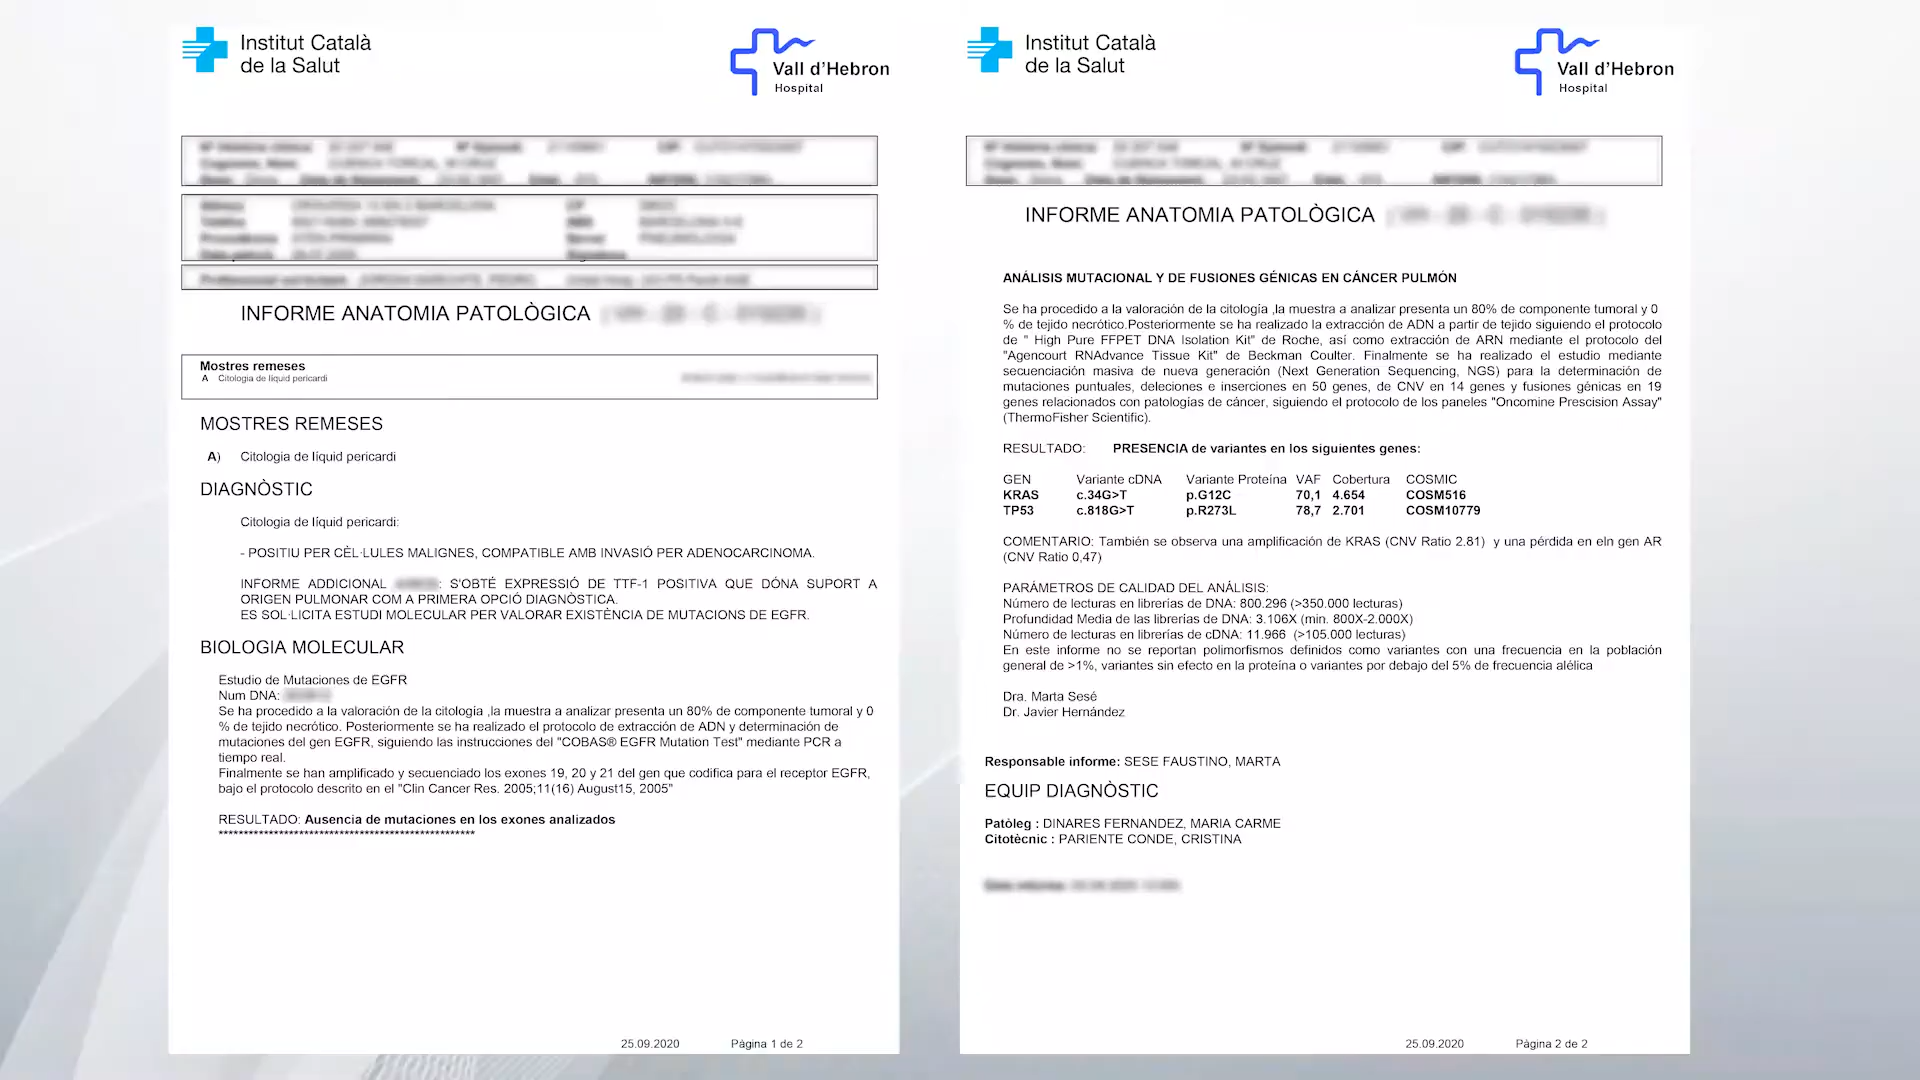 Institut Català
de la Salut
Vall d'Hebron
Hospital
INFORME ANATOMIA PATOLÒGICA
Mostres remeses
A Citologia de líquid pericardi
MOSTRES REMESES
A) Citologia de líquid pericardi
DIAGNÒSTIC
Citologia de líquid pericardi:
- POSITIU PER CÈL·LULES MALIGNES, COMPATIBLE AMB INVASIÓ PER ADENOCARCINOMA.
INFORME ADDICIONAL : S'OBTÉ EXPRESSIÓ DE TTF-1 POSITIVA QUE DÓNA SUPORT A
ORIGEN PULMONAR COM A PRIMERA OPCIÓ DIAGNÒSTICA.
ES SOL·LICITA ESTUDI MOLECULAR PER VALORAR EXISTÈNCIA DE MUTACIONS DE EGFR.
BIOLOGIA MOLECULAR
Estudio de Mutaciones de EGFR
Num DNA:
Se ha procedido a la valoración de la citología ,la muestra a analizar presenta un 80% de componente tumoral y 0
% de tejido necrótico. Posteriormente se ha realizado el protocolo de extracción de ADN y determinación de
mutaciones del gen EGFR, siguiendo las instrucciones del "COBAS® EGFR Mutation Test" mediante PCR a
tiempo real.
Finalmente se han amplificado y secuenciado los exones 19, 20 y 21 del gen que codifica para el receptor EGFR,
bajo el protocolo descrito en el "Clin Cancer Res. 2005;11(16) August15, 2005"
RESULTADO: Ausencia de mutaciones en los exones analizados
****************************************************
25.09.2020 Pàgina 1 de 2
Institut Català
de la Salut
Vall d'Hebron
Hospital
INFORME ANATOMIA PATOLÒGICA
ANÁLISIS MUTACIONAL Y DE FUSIONES GÉNICAS EN CÁNCER PULMÓN
Se ha procedido a la valoración de la citología ,la muestra a analizar presenta un 80% de componente tumoral y 0
% de tejido necrótico.Posteriormente se ha realizado la extracción de ADN a partir de tejido siguiendo el protocolo
de " High Pure FFPET DNA Isolation Kit" de Roche, así como extracción de ARN mediante el protocolo del
"Agencourt RNAdvance Tissue Kit" de Beckman Coulter. Finalmente se ha realizado el estudio mediante
secuenciación masiva de nueva generación (Next Generation Sequencing, NGS) para la determinación de
mutaciones puntuales, deleciones e inserciones en 50 genes, de CNV en 14 genes y fusiones génicas en 19
genes relacionados con patologías de cáncer, siguiendo el protocolo de los paneles "Oncomine Prescision Assay"
(ThermoFisher Scientific).
RESULTADO: PRESENCIA de variantes en los siguientes genes:
GEN Variante cDNA Variante Proteína VAF Cobertura COSMIC
KRAS c.34G>T p.G12C 70,1 4.654 COSM516
TP53 c.818G>T p.R273L 78,7 2.701 COSM10779
COMENTARIO: También se observa una amplificación de KRAS (CNV Ratio 2.81) y una pérdida en eln gen AR
(CNV Ratio 0,47)
PARÁMETROS DE CALIDAD DEL ANÁLISIS:
Número de lecturas en librerías de DNA: 800.296 (>350.000 lecturas)
Profundidad Media de las librerías de DNA: 3.106X (min. 800X-2.000X)
Número de lecturas en librerías de cDNA: 11.966 (>105.000 lecturas)
En este informe no se reportan polimorfismos definidos como variantes con una frecuencia en la población
general de >1%, variantes sin efecto en la proteína o variantes por debajo del 5% de frecuencia alélica
Dra. Marta Sesé
Dr. Javier Hernández
Responsable informe: SESE FAUSTINO, MARTA
EQUIP DIAGNÒSTIC
Patòleg : DINARES FERNANDEZ, MARIA CARME
Citotècnic : PARIENTE CONDE, CRISTINA
25.09.2020 Pàgina 2 de 2